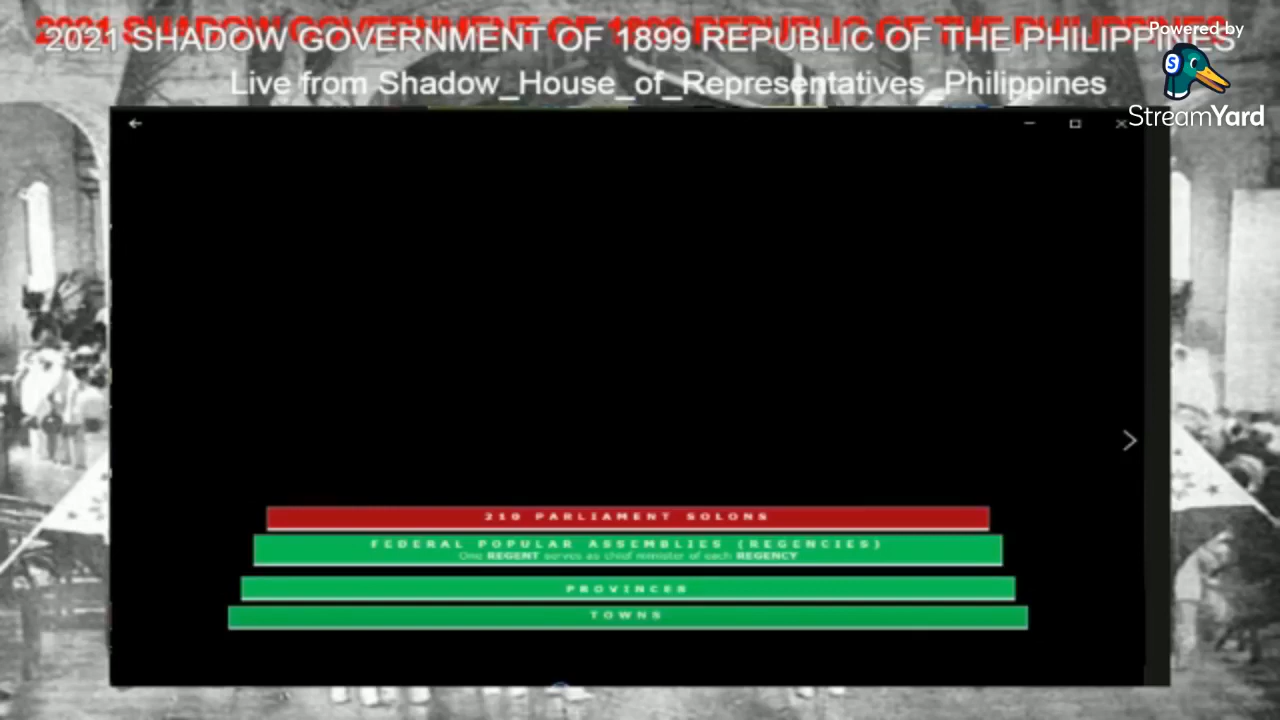 2021 SHADOW GOVERNMENT OF 1899 REPUBLIC OF THE PHILIPPINES
Powered by
Live from Shadow_House_of_Representatives_Philippines
StreamYard
210 PARLIAMENT SOLONS
FEDERAL POPULAR ASSEMBLIES (REGENCIES)
One REGENT serves as chief minister of each REGENCY
PROVINCES
TOWNS